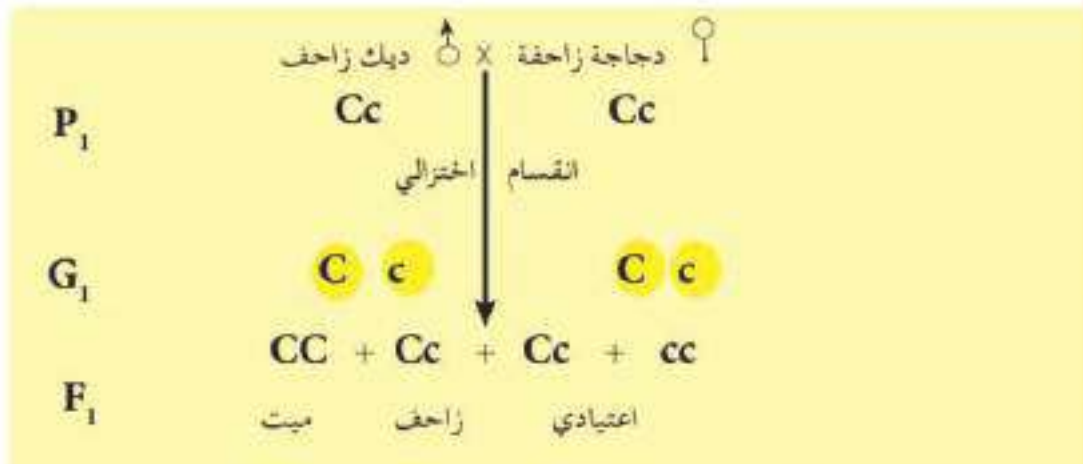 دجاجة زاحفة ♀ X ♂ ديك زاحف
P₁ Cc Cc
انقسام اختزالي
G₁ C c C c
CC + Cc + Cc + cc
F₁ ميت زاحف اعتيادي